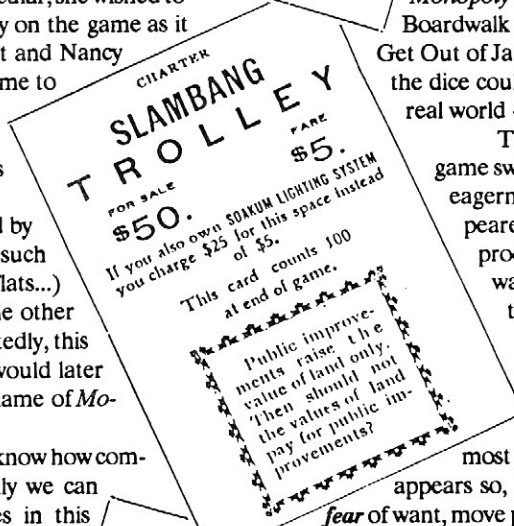 cular, she wished to
y on the game as it
t and Nancy
me to
s
d by
such
lats...)
e other
edly, this
would later
ame of Mo-
know how com-
ly we can
es in this
CHARTER
SLAMBANG
TROLLEY
FOR SALE
$50.
FARE
$5.
If you also own SOAKUM LIGHTING SYSTEM
you charge $25 for this space instead
of $5.
This card counts 100
at end of game.
Public improve-
ments raise the
value of land only.
Then should not
the values of land
pay for public im-
provements?
Monopoly
Boardwalk
Get Out of Ja
the dice coul
real world
T
game sw
eagern
peare
pro
wa
t
most
appears so,
fear of want, move p